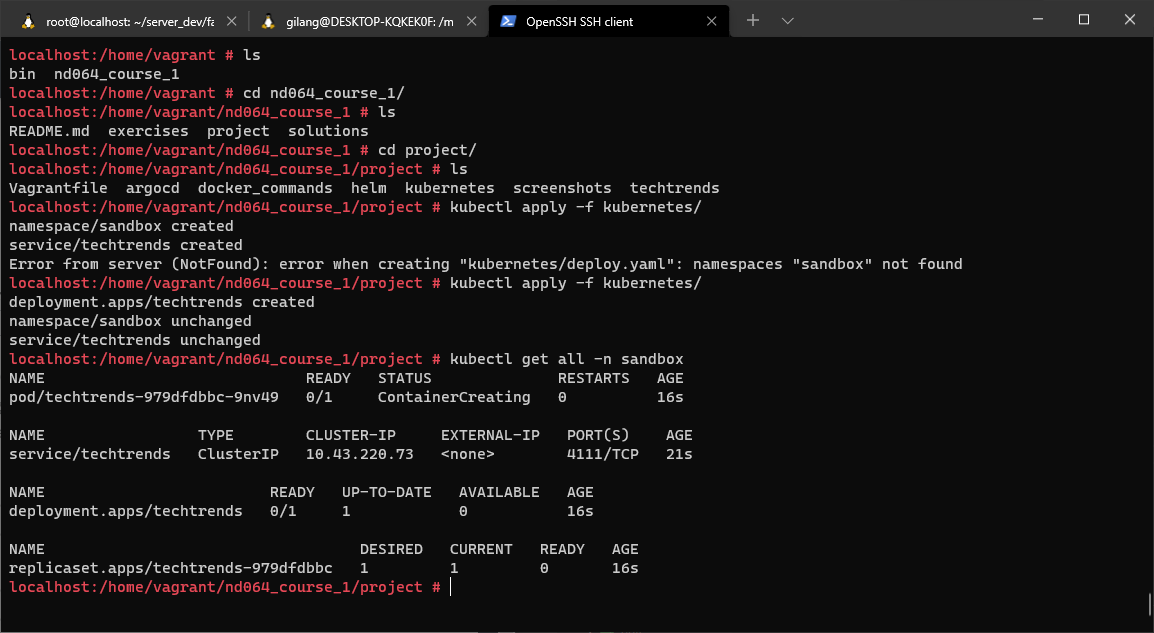 root@localhost: ~/server_dev/fa
gilang@DESKTOP-KQKEK0F: /m
OpenSSH SSH client
localhost:/home/vagrant # ls
bin  nd064_course_1
localhost:/home/vagrant # cd nd064_course_1/
localhost:/home/vagrant/nd064_course_1 # ls
README.md  exercises  project  solutions
localhost:/home/vagrant/nd064_course_1 # cd project/
localhost:/home/vagrant/nd064_course_1/project # ls
Vagrantfile  argocd  docker_commands  helm  kubernetes  screenshots  techtrends
localhost:/home/vagrant/nd064_course_1/project # kubectl apply -f kubernetes/
namespace/sandbox created
service/techtrends created
Error from server (NotFound): error when creating "kubernetes/deploy.yaml": namespaces "sandbox" not found
localhost:/home/vagrant/nd064_course_1/project # kubectl apply -f kubernetes/
deployment.apps/techtrends created
namespace/sandbox unchanged
service/techtrends unchanged
localhost:/home/vagrant/nd064_course_1/project # kubectl get all -n sandbox
NAME                             READY   STATUS              RESTARTS   AGE
pod/techtrends-979dfdbbc-9nv49   0/1     ContainerCreating   0          16s
NAME                 TYPE        CLUSTER-IP     EXTERNAL-IP   PORT(S)    AGE
service/techtrends   ClusterIP   10.43.220.73   <none>        4111/TCP   21s
NAME                         READY   UP-TO-DATE   AVAILABLE   AGE
deployment.apps/techtrends   0/1     1            0           16s
NAME                                   DESIRED   CURRENT   READY   AGE
replicaset.apps/techtrends-979dfdbbc   1         1         0       16s
localhost:/home/vagrant/nd064_course_1/project #